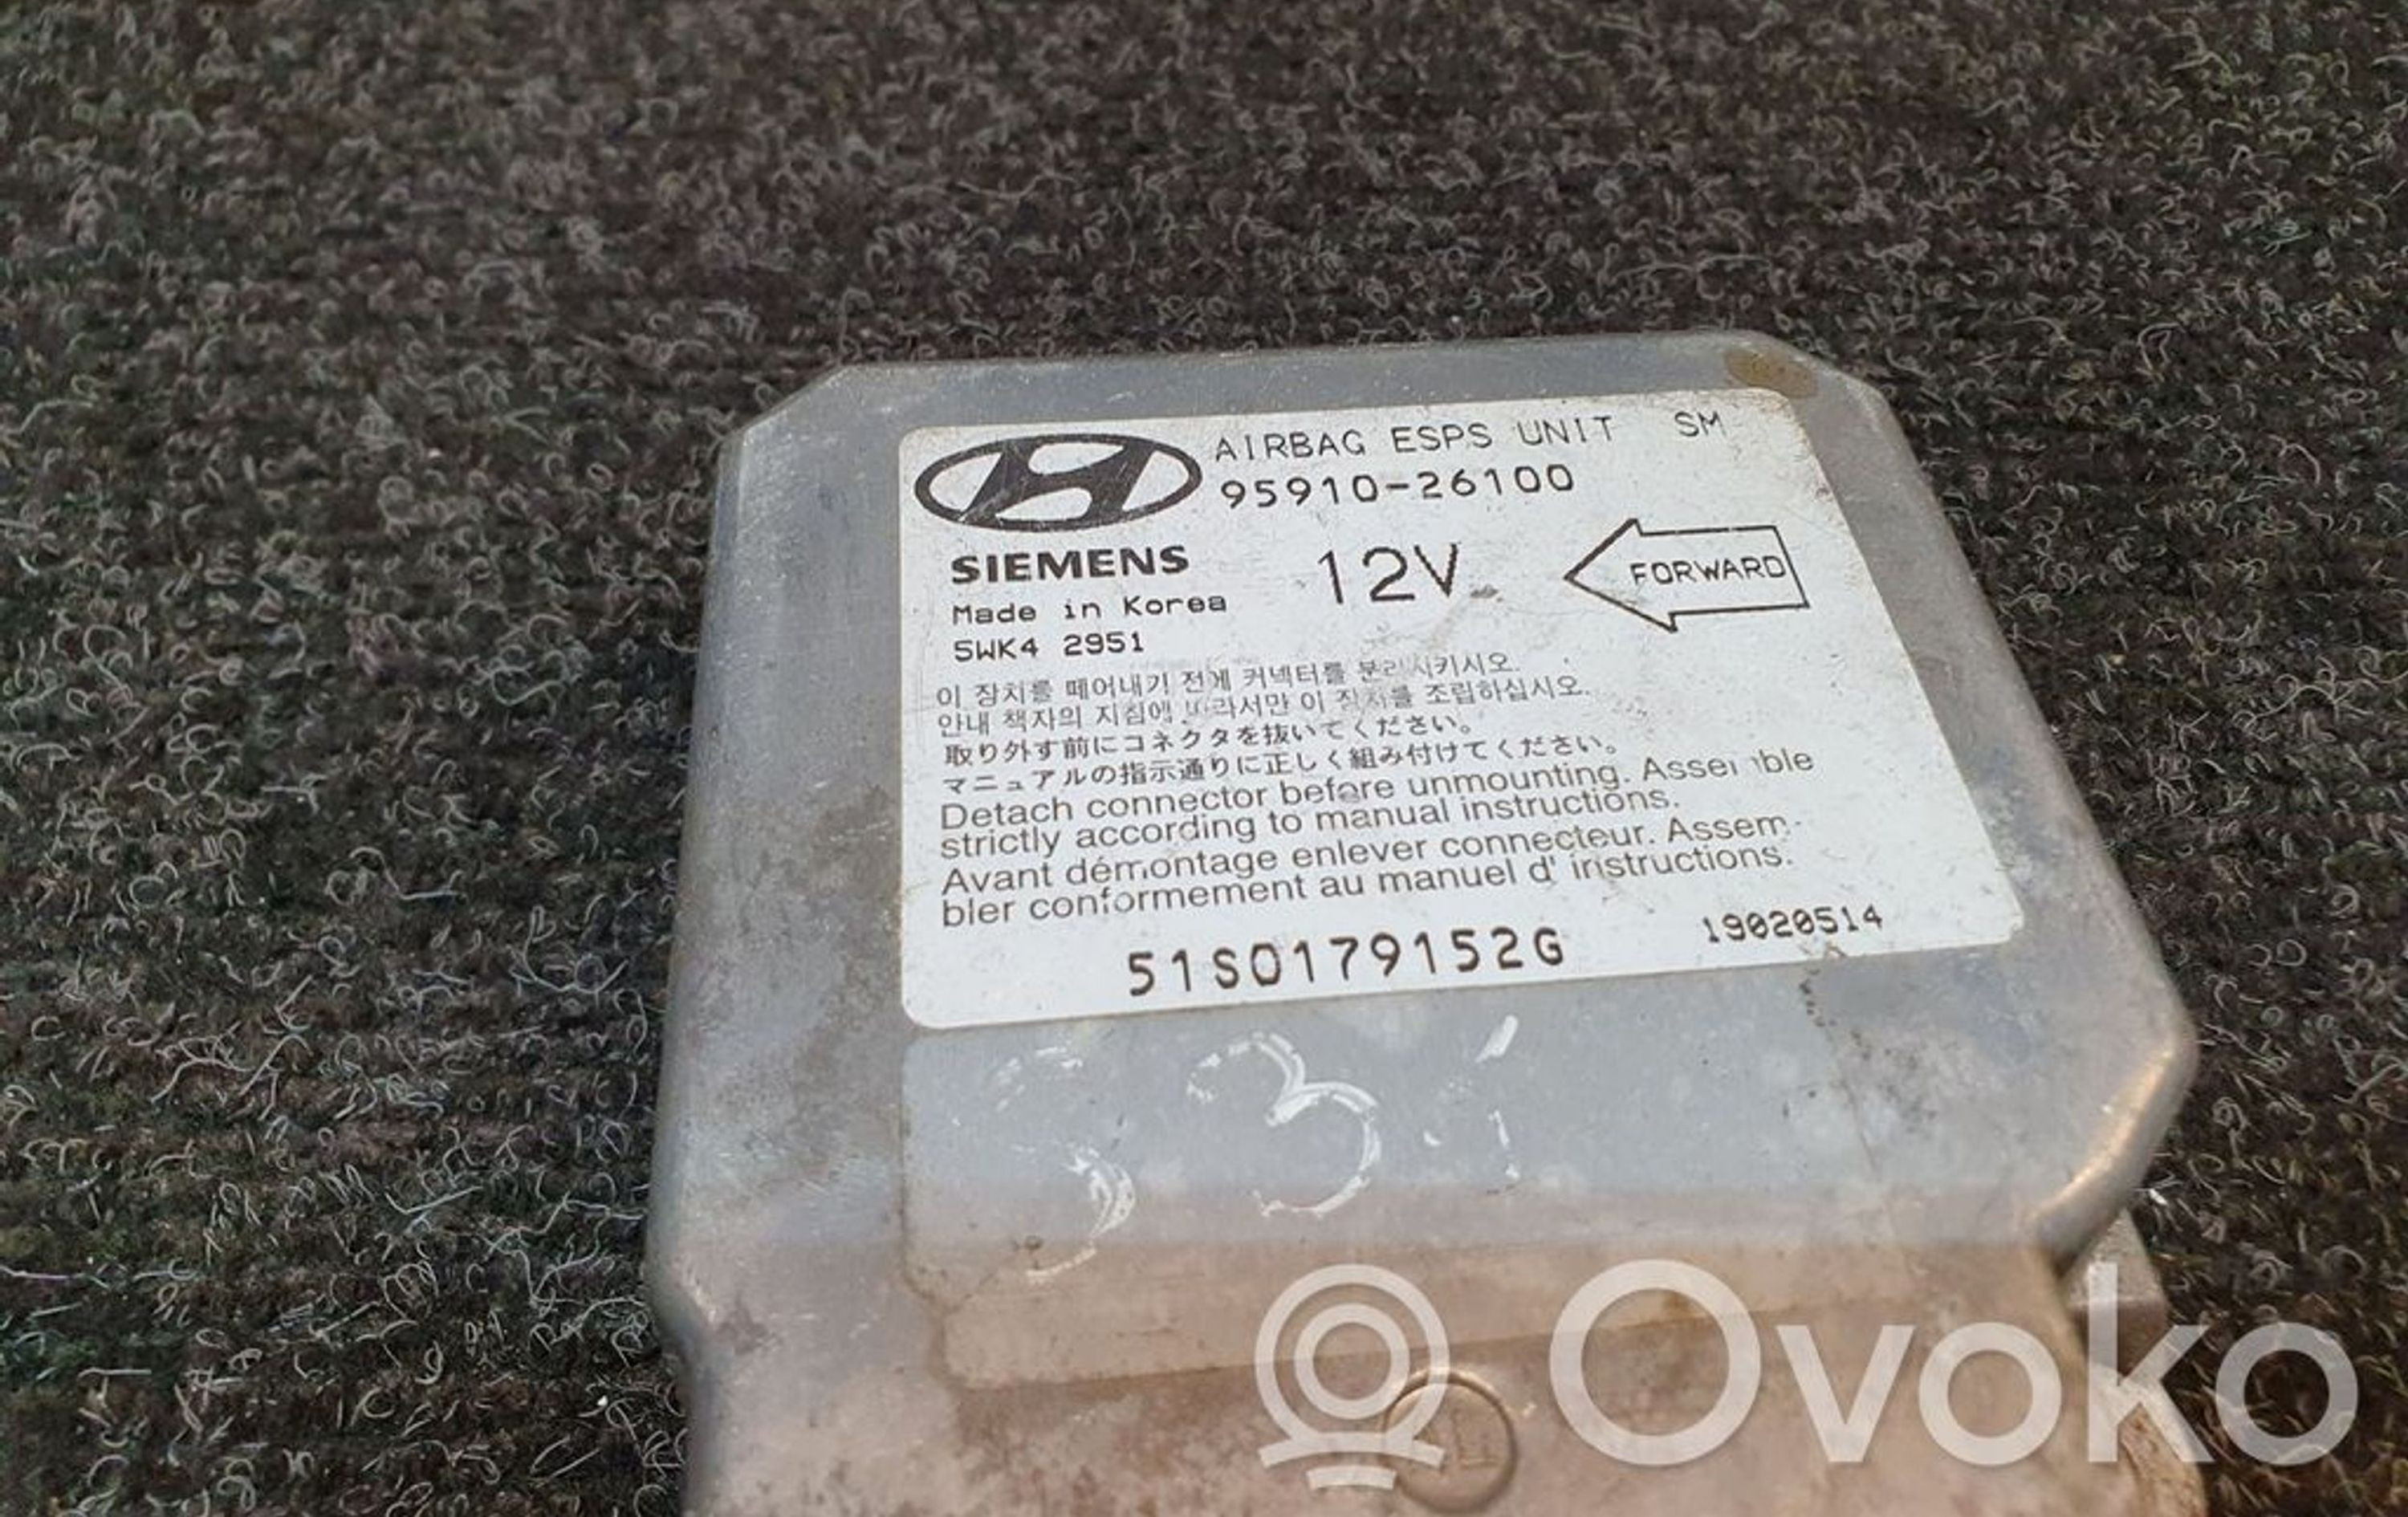 AIRBAG ESPS UNIT SM
95910-26100
SIEMENS
12V
FORWARD
Made in Korea
5WK4 2951
이 장치를 떼어내기 전에 커넥터를 분리시키시오.
안내 책자의 지침에 따라서만 이 장치를 조립하십시오.
取り外す前にコネクタを抜いてください。
マニュアルの指示通りに正しく組み付けてください。
Detach connector before unmounting. Assemble
strictly according to manual instructions.
Avant démontage enlever connecteur. Assem-
bler conformement au manuel d' instructions.
51S0179152G
19020514
Ovoko